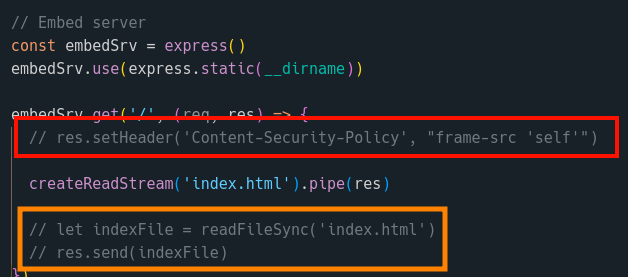 // Embed server
const embedSrv = express()
embedSrv.use(express.static(__dirname))
embedSrv.get('/', (req, res) => {
// res.setHeader('Content-Security-Policy', "frame-src 'self'")
createReadStream('index.html').pipe(res)
// let indexFile = readFileSync('index.html')
// res.send(indexFile)
})